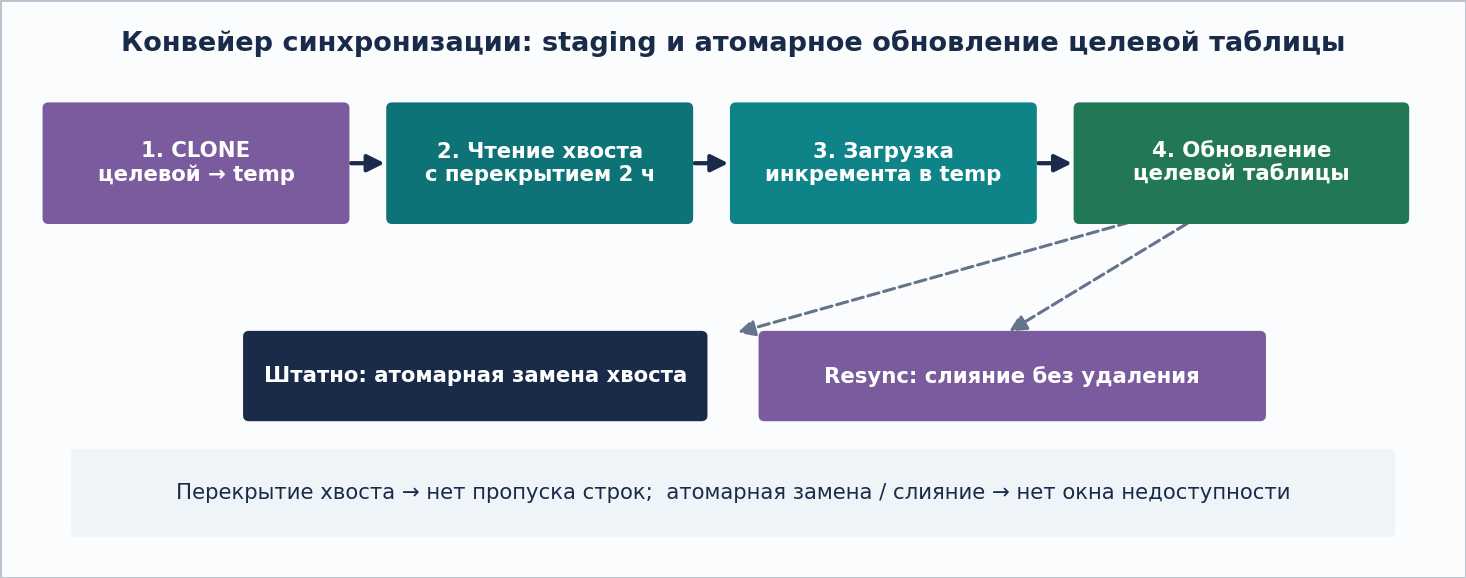 Конвейер синхронизации: staging и атомарное обновление целевой таблицы
1. CLONE
целевой → temp
2. Чтение хвоста
с перекрытием 2 ч
3. Загрузка
инкремента в temp
4. Обновление
целевой таблицы
Штатно: атомарная замена хвоста
Resync: слияние без удаления
Перекрытие хвоста → нет пропуска строк;  атомарная замена / слияние → нет окна недоступности